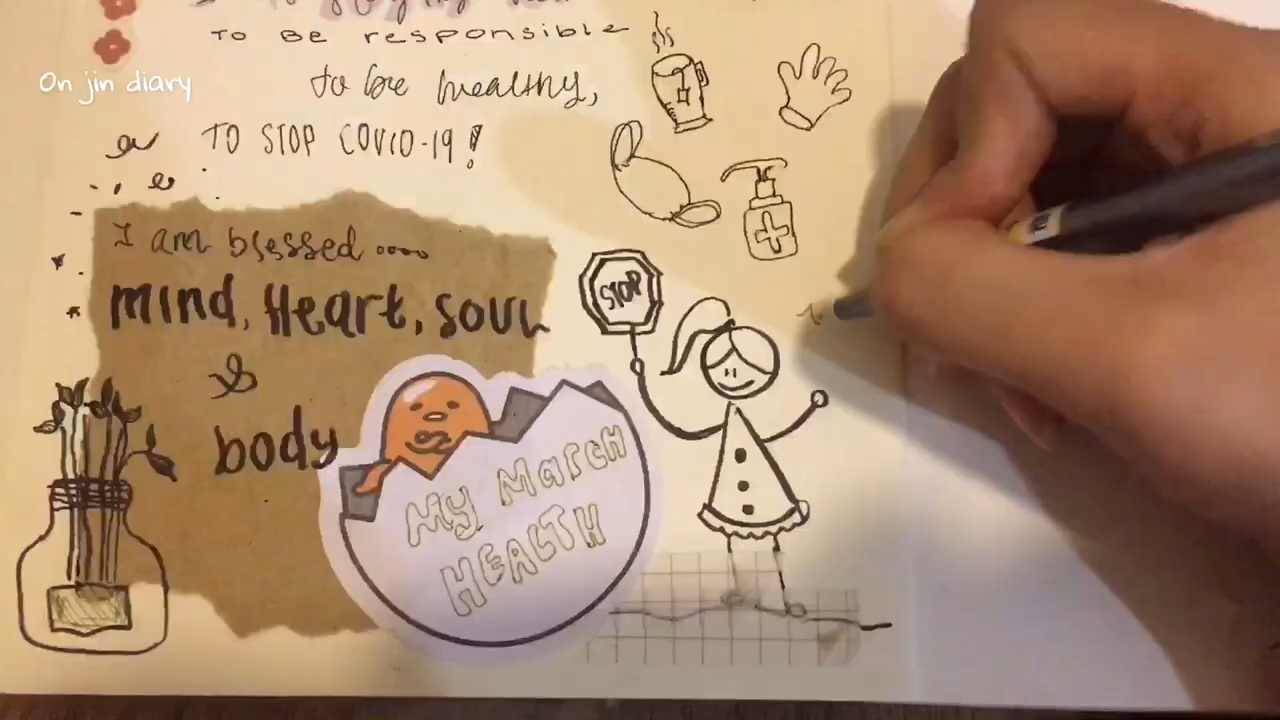 TO BE responsible
On jin diary
to be healthy,
TO STOP COVID-19!
I am blessed....
mind, Heart, soul
&
body
STOP
My March
HEALTH